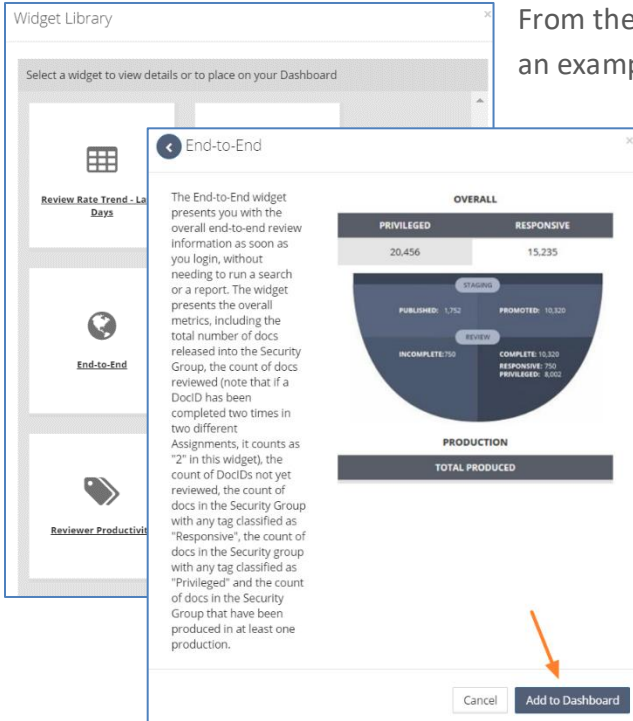 Widget Library
×
From the
an examp
Select a widget to view details or to place on your Dashboard
Review Rate Trend - La
Days
End-to-End
Reviewer Productivit
End-to-End
×
The End-to-End widget
presents you with the
overall end-to-end review
information as soon as
you login, without
needing to run a search
or a report. The widget
presents the overall
metrics, including the
total number of docs
released into the Security
Group, the count of docs
reviewed (note that if a
DocID has been
completed two times in
two different
Assignments, it counts as
"2" in this widget), the
count of DocIDs not yet
reviewed, the count of
docs in the Security Group
with any tag classified as
"Responsive", the count of
docs in the Security group
with any tag classified as
"Privileged" and the count
of docs in the Security
Group that have been
produced in at least one
production.
OVERALL
PRIVILEGED RESPONSIVE
20,456 15,235
STAGING
PUBLISHED: 1,752 PROMOTED: 10,320
REVIEW
INCOMPLETE:750 COMPLETE: 10,320
RESPONSIVE: 750
PRIVILEGED: 8,002
PRODUCTION
TOTAL PRODUCED
Cancel Add to Dashboard